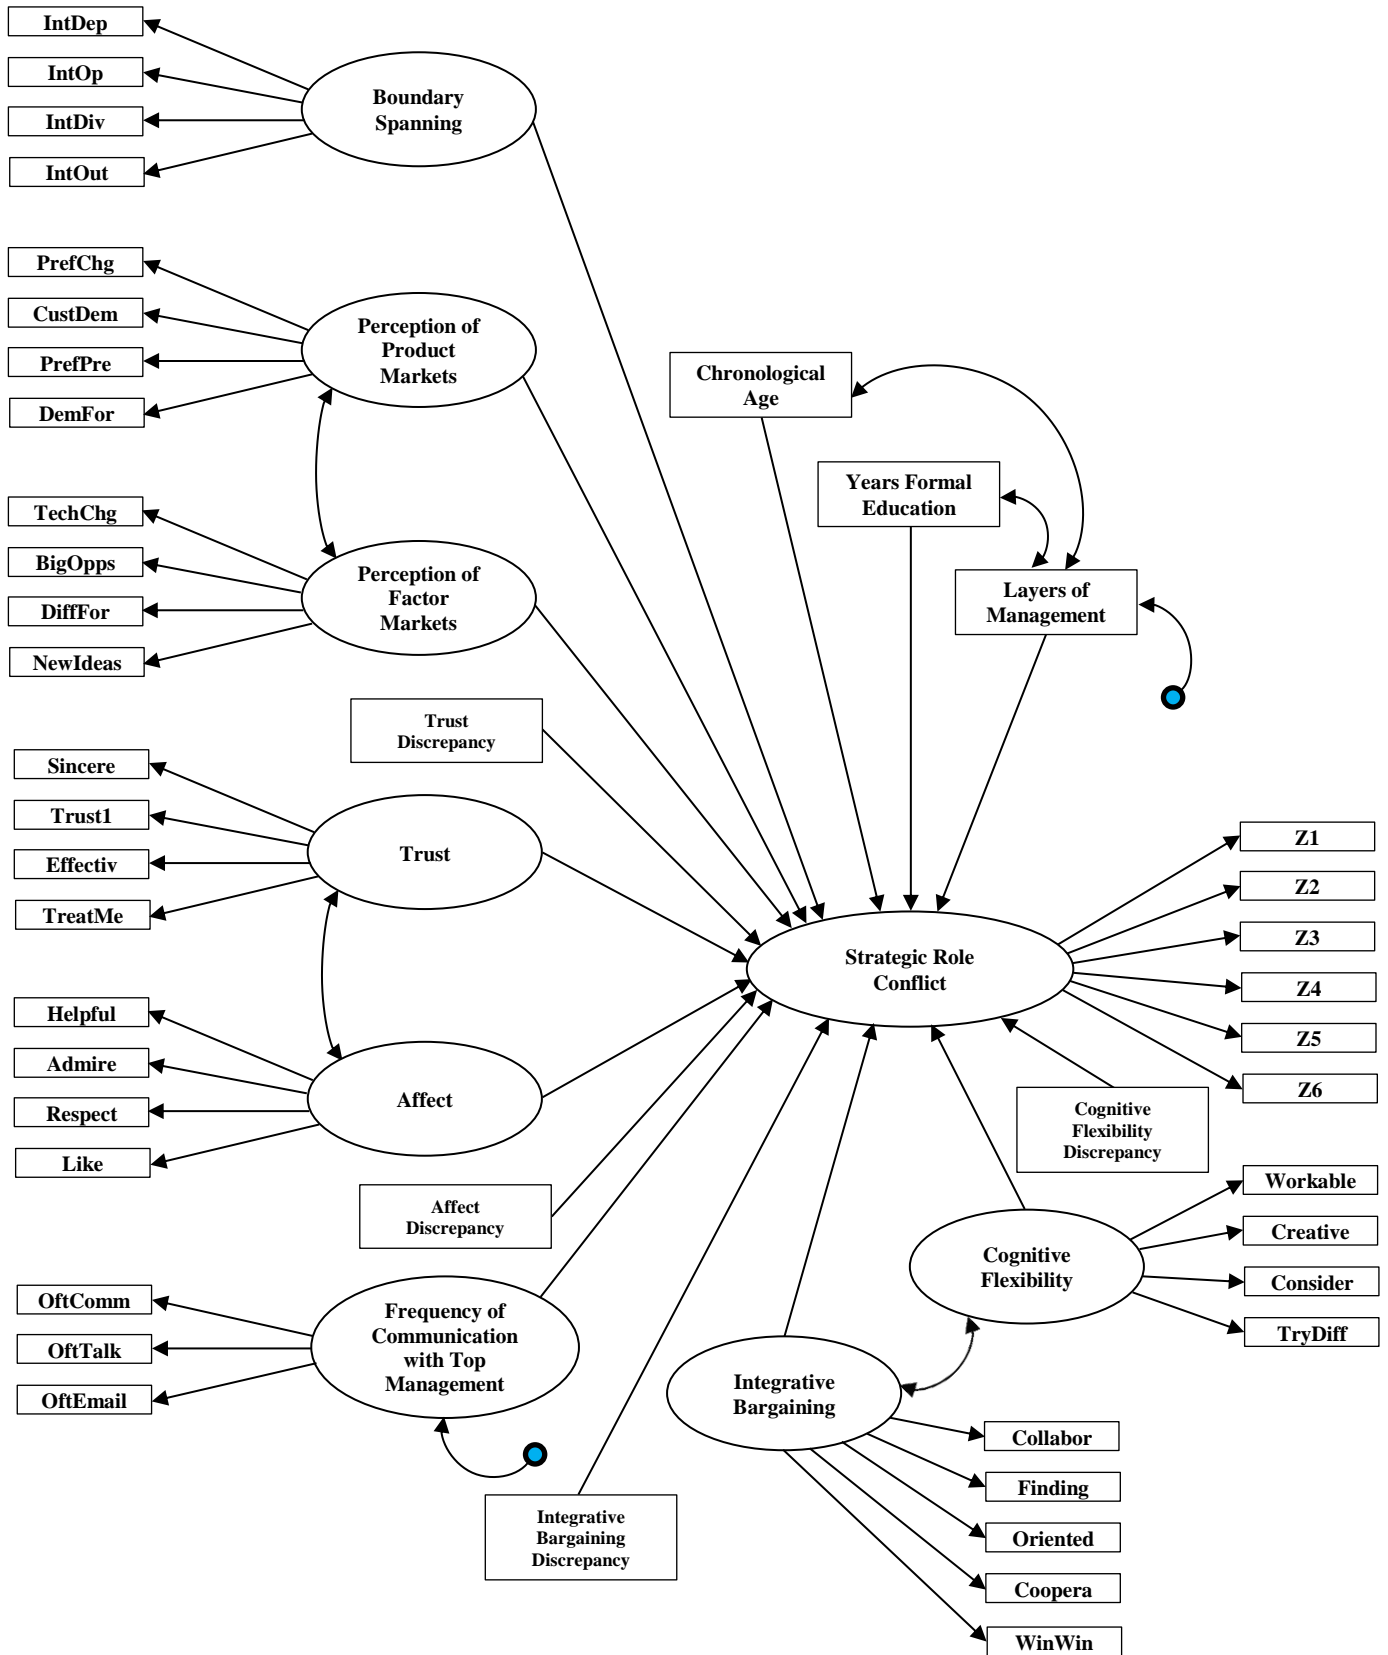 IntDep
IntOp
IntDiv
IntOut
Boundary
Spanning
PrefChg
CustDem
PrefPre
DemFor
Perception of
Product
Markets
Chronological
Age
Years Formal
Education
Layers of
Management
TechChg
BigOpps
DiffFor
NewIdeas
Perception of
Factor
Markets
Trust
Discrepancy
Sincere
Trust1
Effectiv
TreatMe
Trust
Strategic Role
Conflict
Z1
Z2
Z3
Z4
Z5
Z6
Helpful
Admire
Respect
Like
Affect
Cognitive
Flexibility
Discrepancy
Affect
Discrepancy
Workable
Creative
Consider
TryDiff
Cognitive
Flexibility
OftComm
OftTalk
OftEmail
Frequency of
Communication
with Top
Management
Integrative
Bargaining
Collabor
Finding
Oriented
Coopera
WinWin
Integrative
Bargaining
Discrepancy